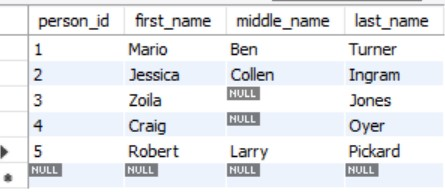 person_id first_name middle_name last_name
1 Mario Ben Turner
2 Jessica Collen Ingram
3 Zoila NULL Jones
4 Craig NULL Oyer
5 Robert Larry Pickard
NULL NULL NULL NULL